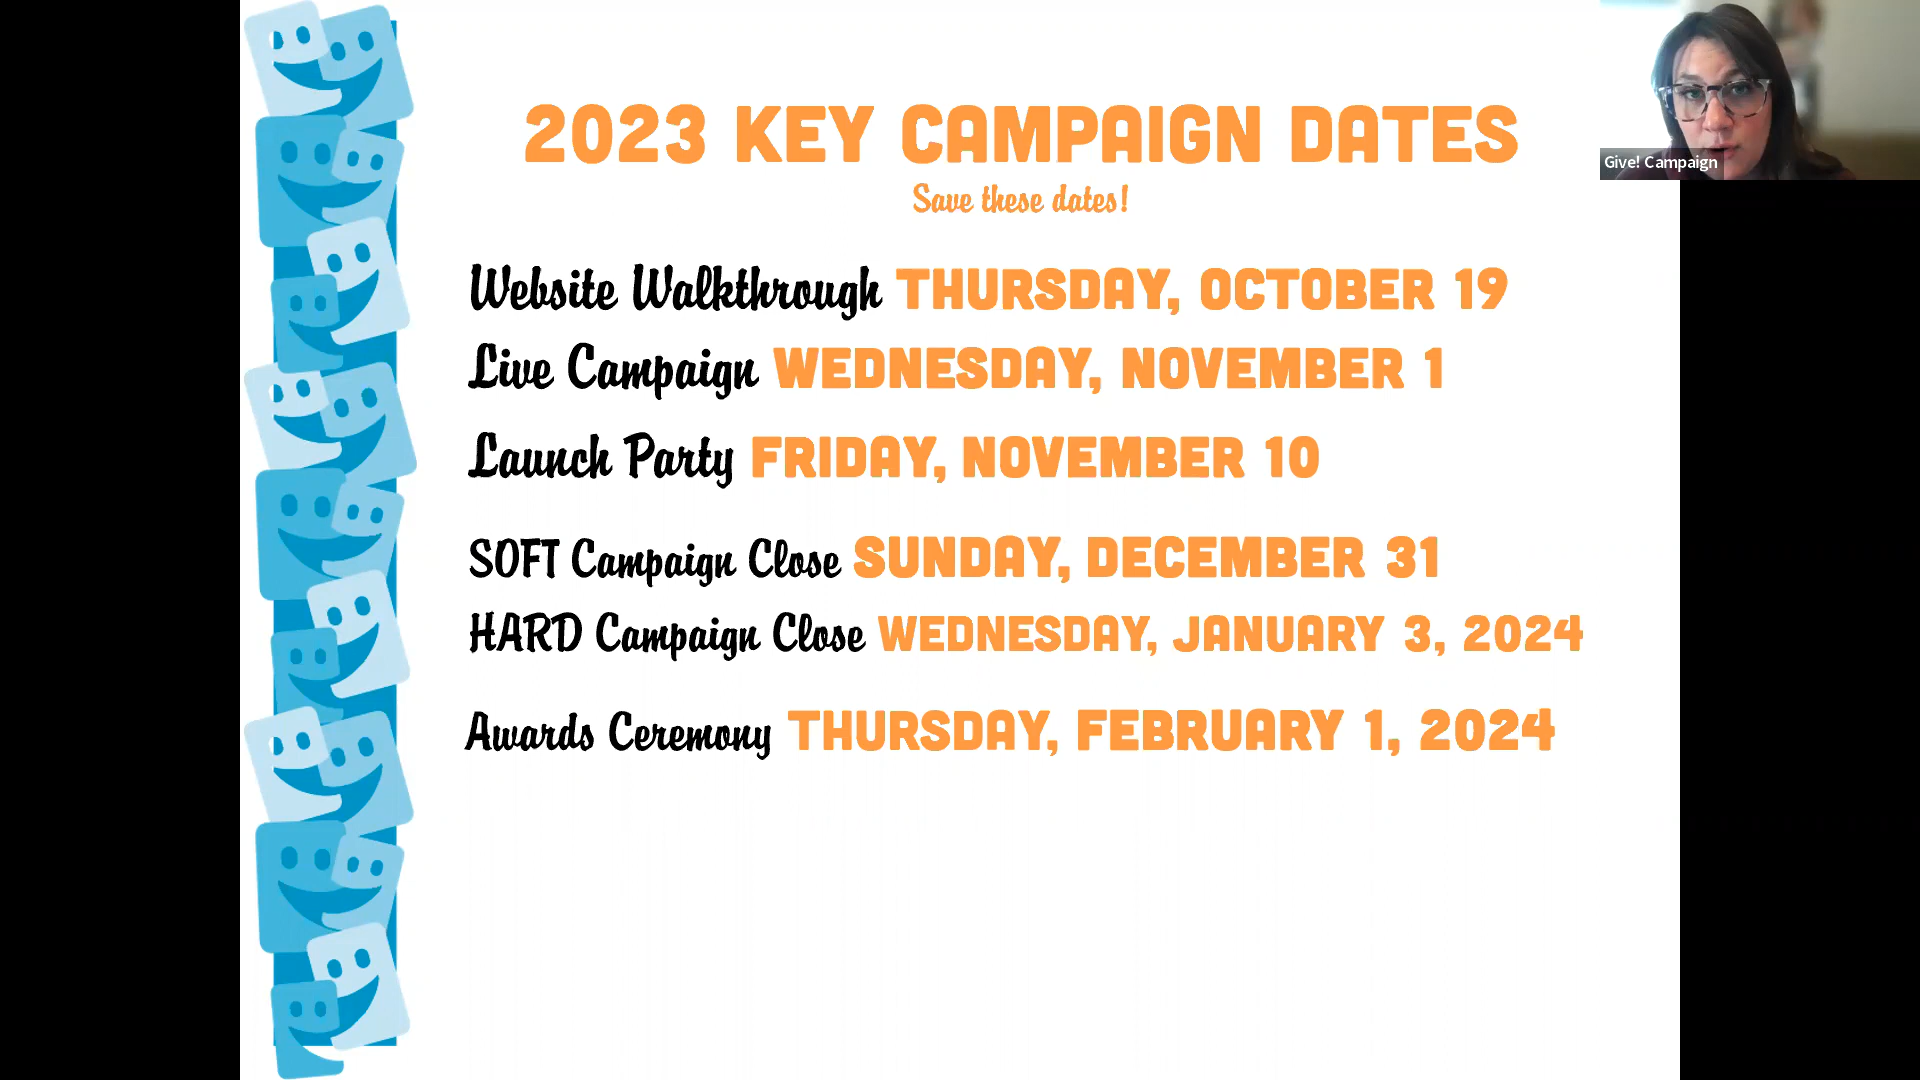 2023 KEY CAMPAIGN DATES
Save these dates!
Website Walkthrough THURSDAY, OCTOBER 19
Live Campaign WEDNESDAY, NOVEMBER 1
Launch Party FRIDAY, NOVEMBER 10
SOFT Campaign Close SUNDAY, DECEMBER 31
HARD Campaign Close WEDNESDAY, JANUARY 3, 2024
Awards Ceremony THURSDAY, FEBRUARY 1, 2024
Give! Campaign